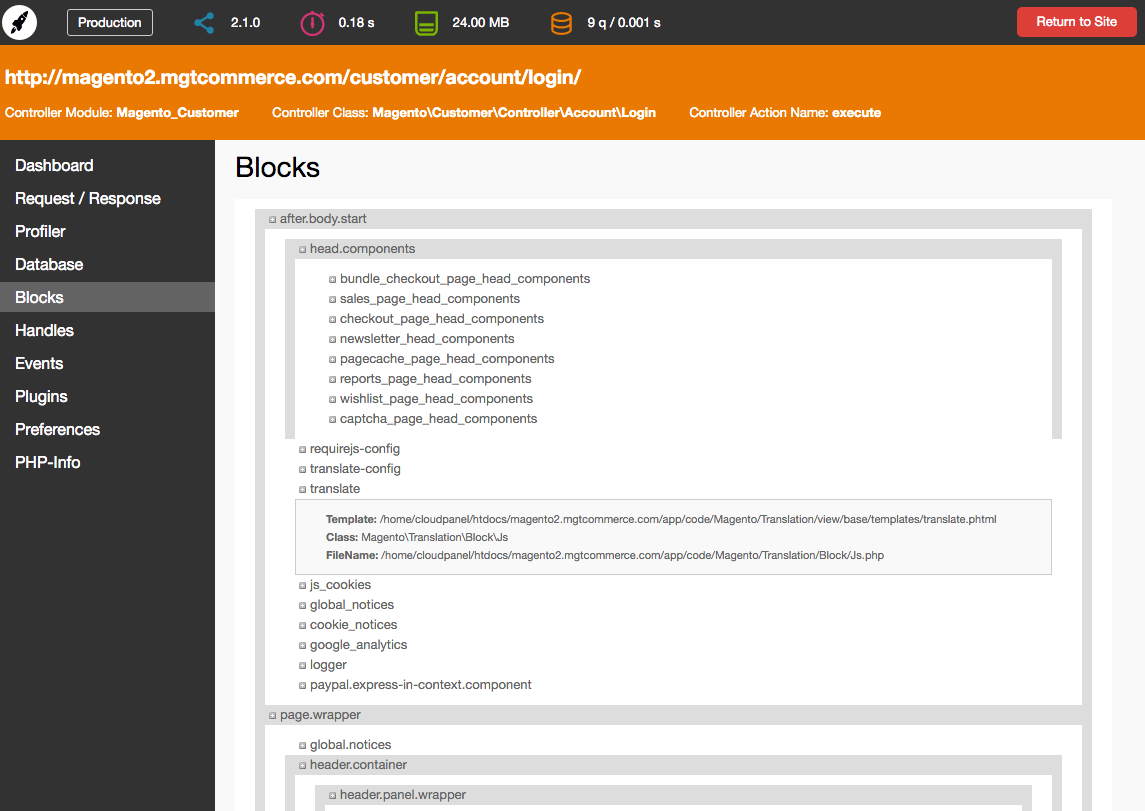 Production 2.1.0 0.18 s 24.00 MB 9 q / 0.001 s Return to Site
http://magento2.mgtcommerce.com/customer/account/login/
Controller Module: Magento_Customer Controller Class: Magento\Customer\Controller\Account\Login Controller Action Name: execute
Dashboard
Request / Response
Profiler
Database
Blocks
Handles
Events
Plugins
Preferences
PHP-Info
Blocks
after.body.start
head.components
bundle_checkout_page_head_components
sales_page_head_components
checkout_page_head_components
newsletter_head_components
pagecache_page_head_components
reports_page_head_components
wishlist_page_head_components
captcha_page_head_components
requirejs-config
translate-config
translate
Template: /home/cloudpanel/htdocs/magento2.mgtcommerce.com/app/code/Magento/Translation/view/base/templates/translate.phtml
Class: Magento\Translation\Block\Js
FileName: /home/cloudpanel/htdocs/magento2.mgtcommerce.com/app/code/Magento/Translation/Block/Js.php
js_cookies
global_notices
cookie_notices
google_analytics
logger
paypal.express-in-context.component
page.wrapper
global.notices
header.container
header.panel.wrapper